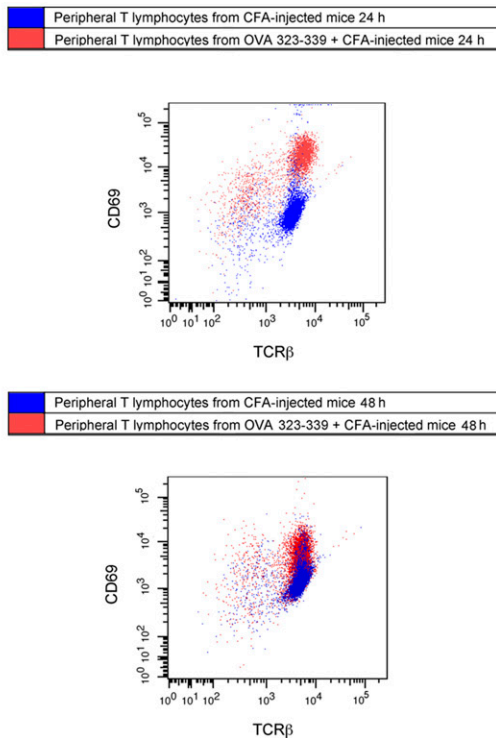 Peripheral T lymphocytes from CFA-injected mice 24 h
Peripheral T lymphocytes from OVA 323-339 + CFA-injected mice 24 h
CD69
10⁵
10⁴
10³
10²
10¹
10⁰
10⁰ 10¹ 10² 10³ 10⁴ 10⁵
TCRβ
Peripheral T lymphocytes from CFA-injected mice 48 h
Peripheral T lymphocytes from OVA 323-339 + CFA-injected mice 48 h
CD69
10⁵
10⁴
10³
10²
10¹
10⁰
10⁰ 10¹ 10² 10³ 10⁴ 10⁵
TCRβ